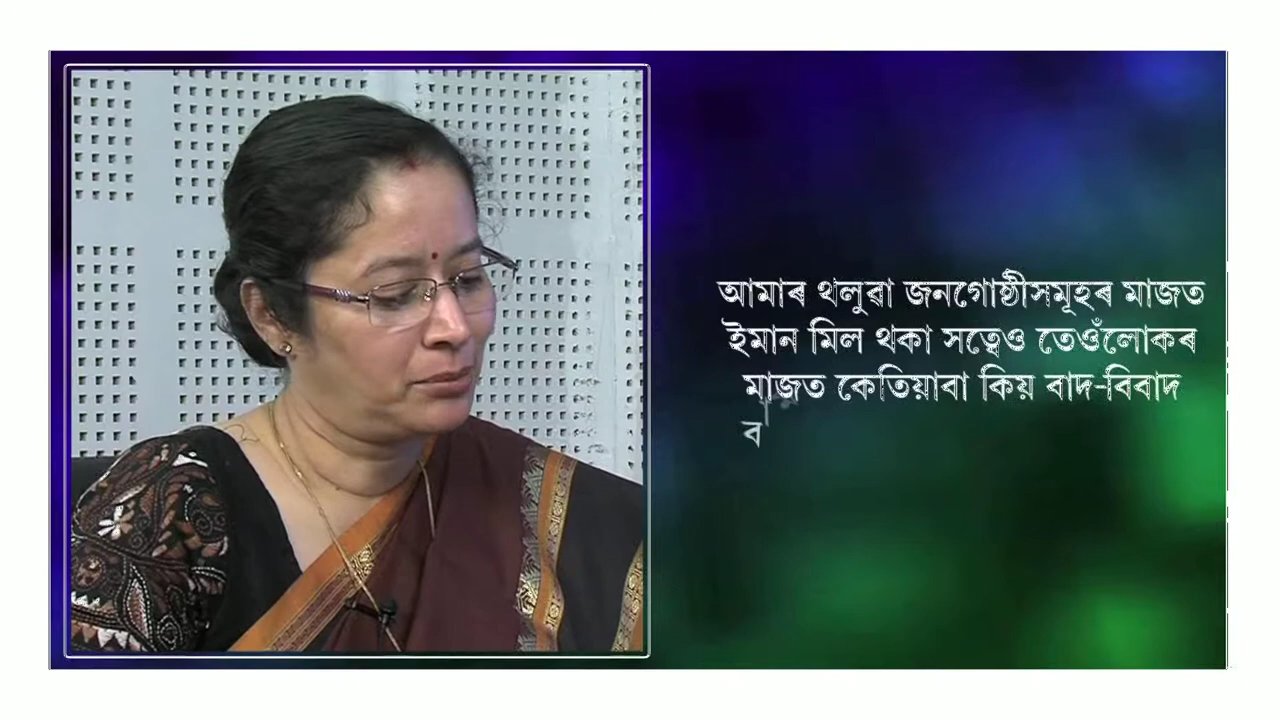 আমাৰ থলুৱা জনগোষ্ঠীসমূহৰ মাজত
ইমান মিল থকা সত্বেও তেওঁলোকৰ
মাজত কেতিয়াবা কিয় বাদ-বিবাদ